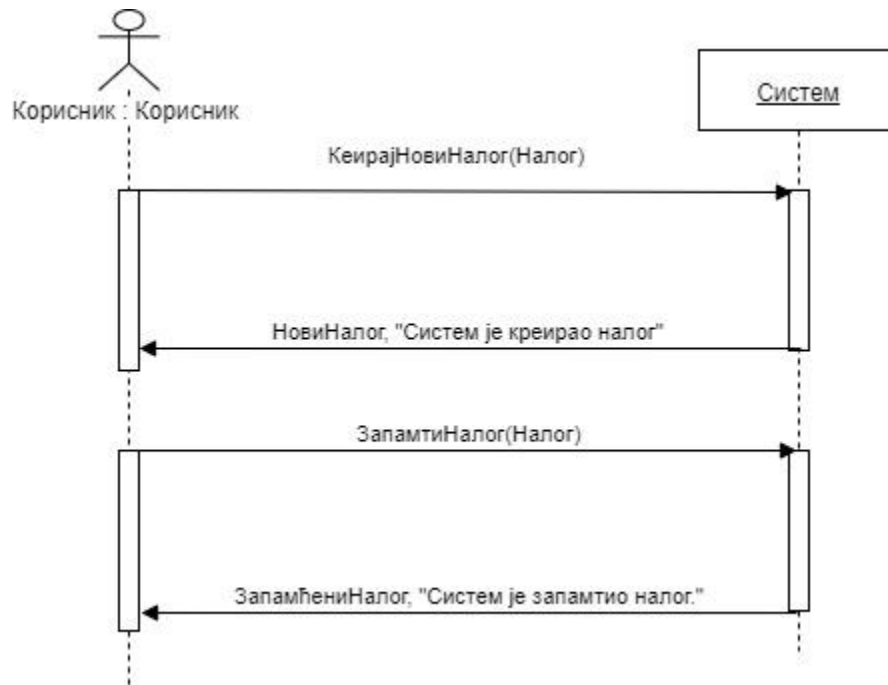 Корисник : Корисник
Систем
КеирајНовиНалог(Налог)
НовиНалог, "Систем је креирао налог"
ЗапамтиНалог(Налог)
ЗапамћениНалог, "Систем је запамтио налог."